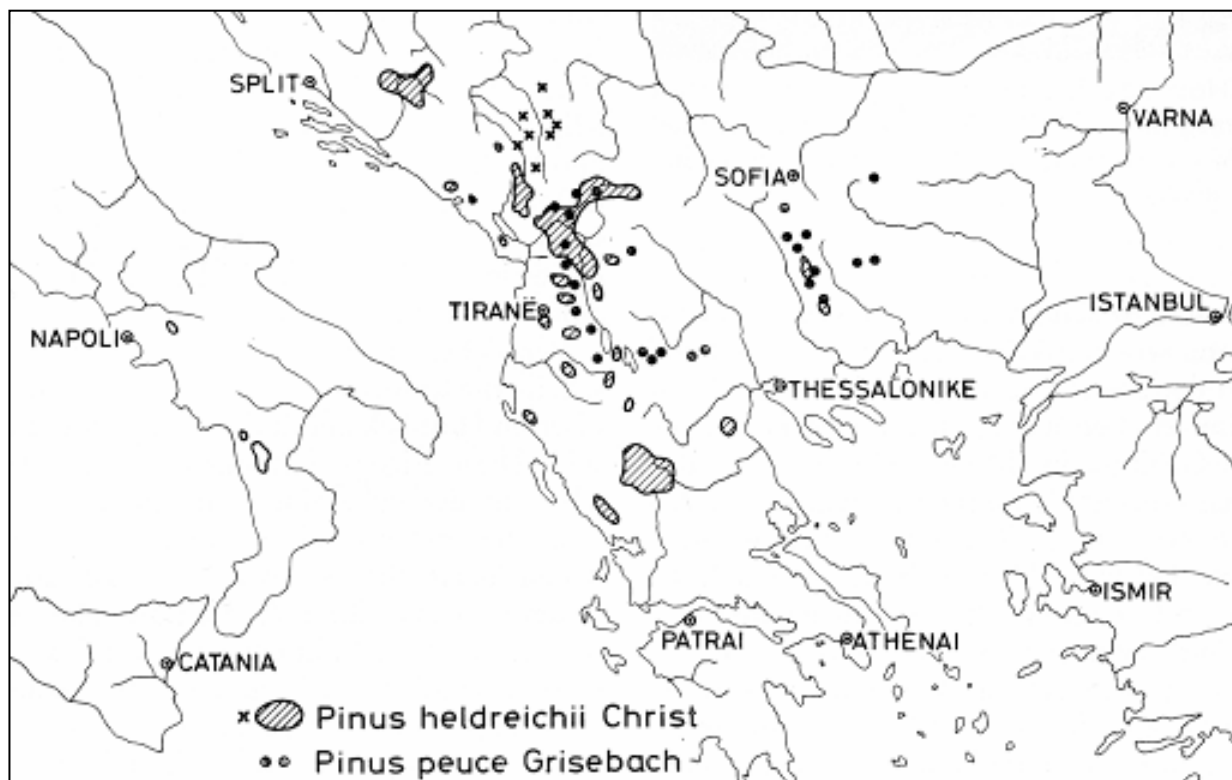 SPLIT
VARNA
SOFIA
TIRANË
ISTANBUL
NAPOLI
THESSALONIKE
ISMIR
PATRAI
ATHENAI
CATANIA
Pinus heldreichii Christ
Pinus peuce Grisebach